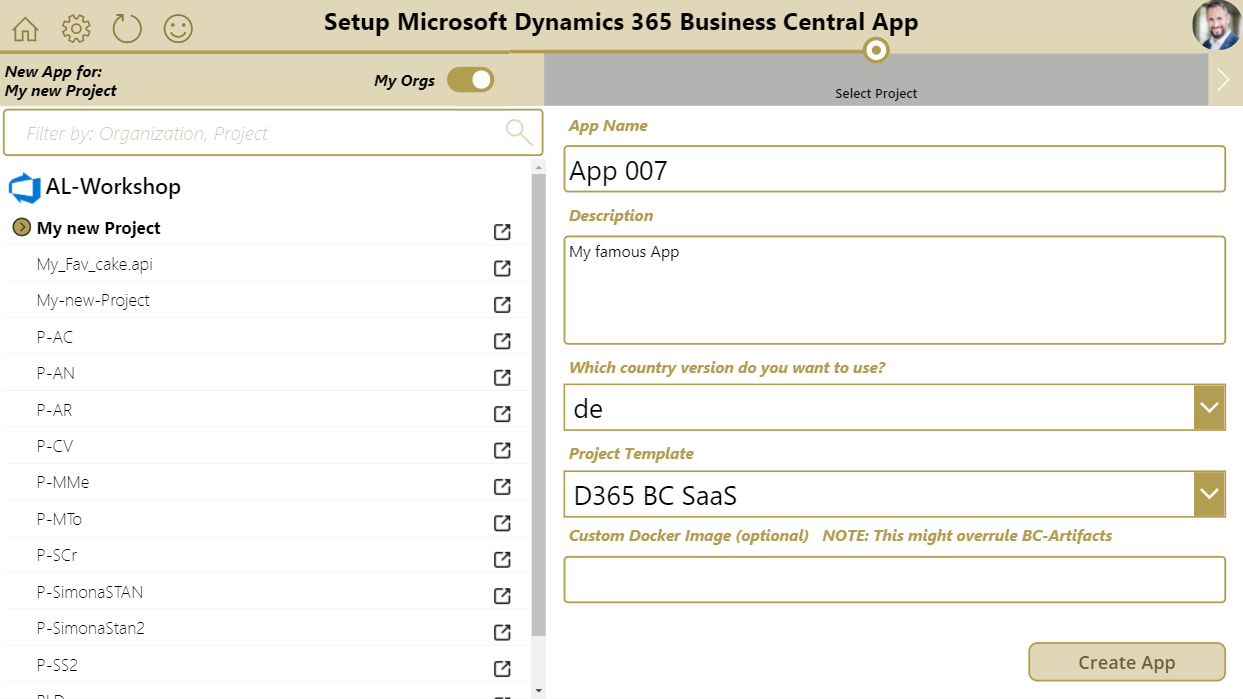 Setup Microsoft Dynamics 365 Business Central App
New App for:
My new Project
My Orgs
Select Project
Filter by: Organization, Project
AL-Workshop
My new Project
My_Fav_cake.api
My-new-Project
P-AC
P-AN
P-AR
P-CV
P-MMe
P-MTo
P-SCr
P-SimonaSTAN
P-SimonaStan2
P-SS2
App Name
App 007
Description
My famous App
Which country version do you want to use?
de
Project Template
D365 BC SaaS
Custom Docker Image (optional) NOTE: This might overrule BC-Artifacts
Create App